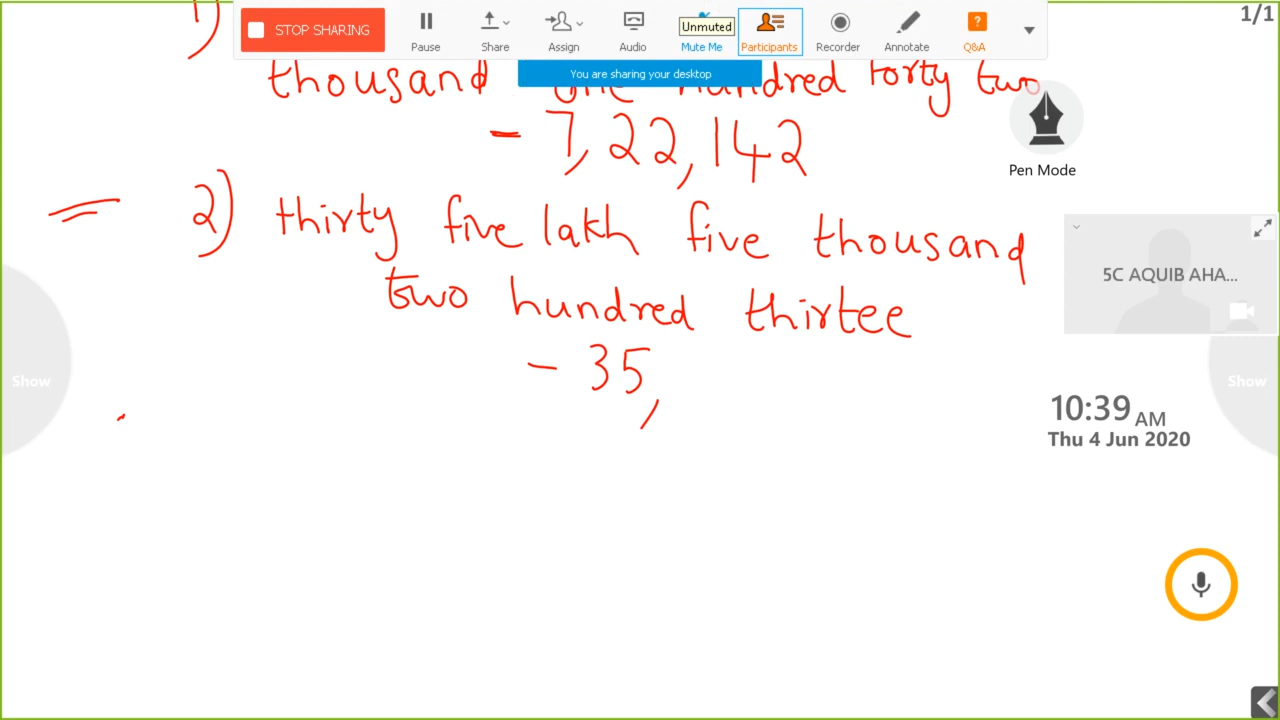 1/1
1)
STOP SHARING
Pause
Share
Assign
Audio
Unmuted
Mute Me
Participants
Recorder
Annotate
Q&A
You are sharing your desktop
thousand one hundred forty two
- 7,22,142
Pen Mode
2) thirty five lakh five thousand
two hundred thirtee
- 35,
5C AQUIB AHA...
Show
Show
10:39 AM
Thu 4 Jun 2020